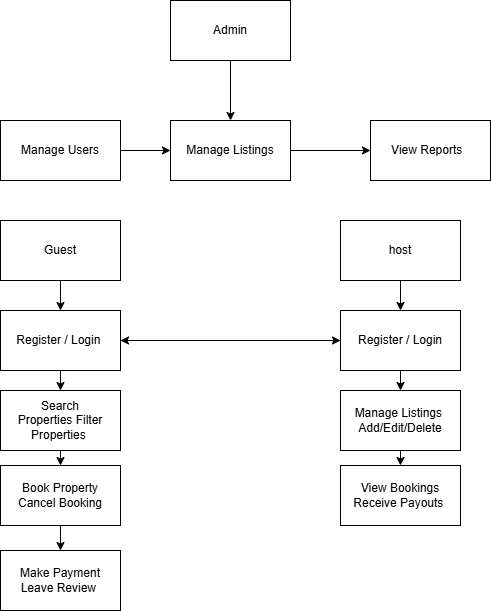 Admin
Manage Users
Manage Listings
View Reports
Guest
host
Register / Login
Register / Login
Search
Properties Filter
Properties
Manage Listings
Add/Edit/Delete
Book Property
Cancel Booking
View Bookings
Receive Payouts
Make Payment
Leave Review